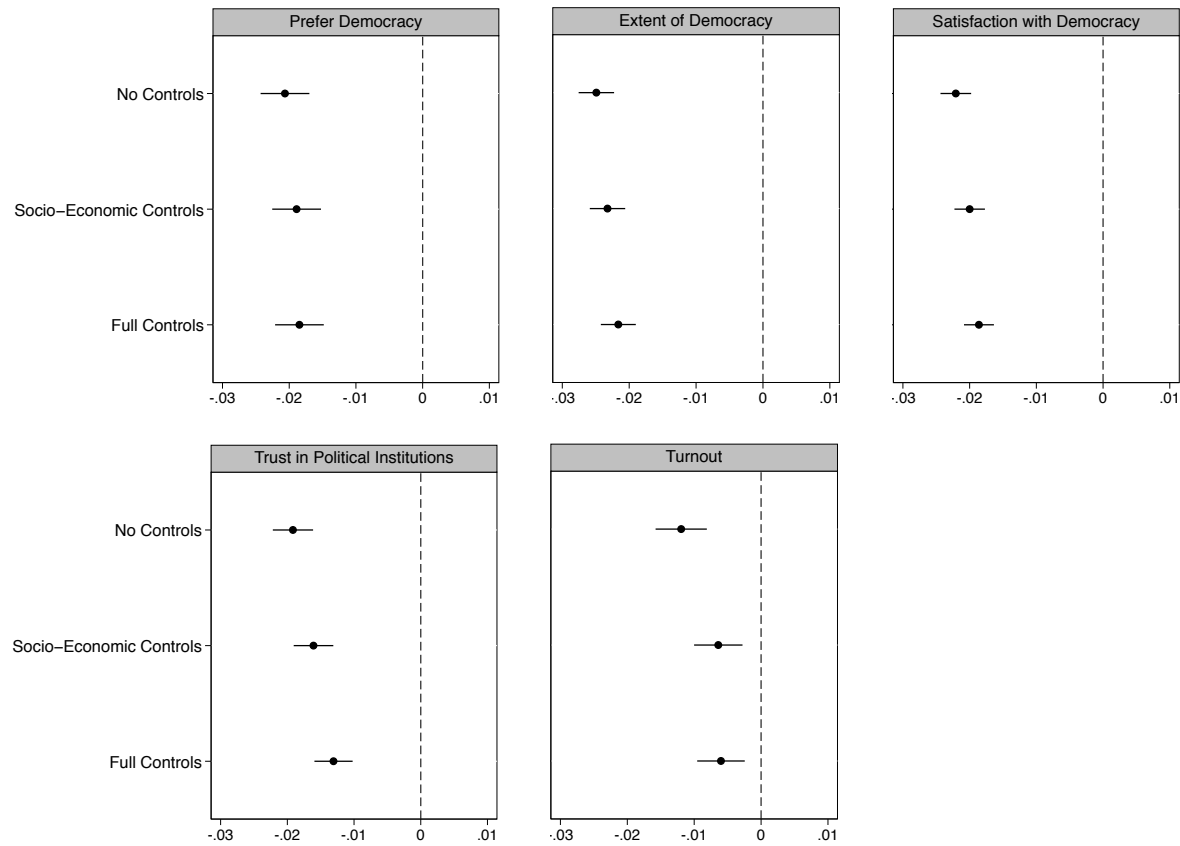 Prefer Democracy
Extent of Democracy
Satisfaction with Democracy
No Controls
Socio-Economic Controls
Full Controls
-.03 -.02 -.01 0 .01
-.03 -.02 -.01 0 .01
-.03 -.02 -.01 0 .01
Trust in Political Institutions
Turnout
No Controls
Socio-Economic Controls
Full Controls
-.03 -.02 -.01 0 .01
-.03 -.02 -.01 0 .01